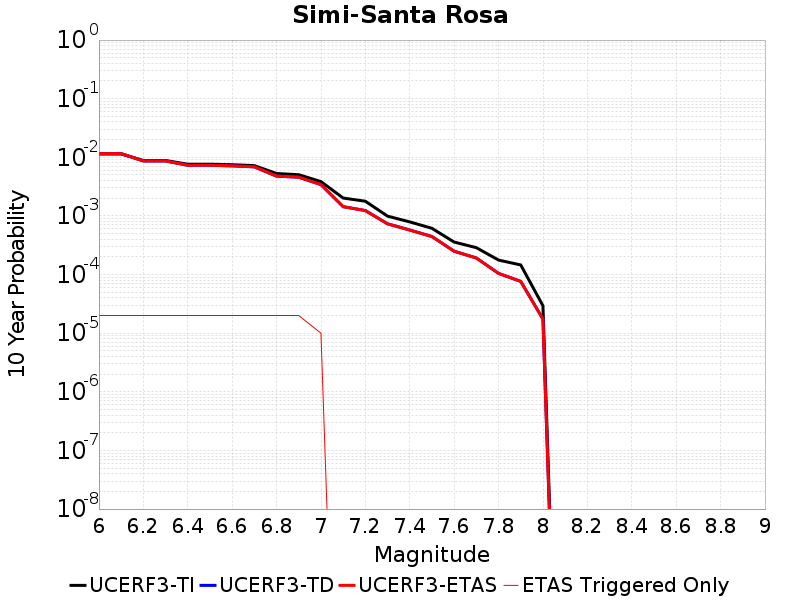 Simi-Santa Rosa
10 Year Probability
10^0
10^-1
10^-2
10^-3
10^-4
10^-5
10^-6
10^-7
10^-8
6 6.2 6.4 6.6 6.8 7 7.2 7.4 7.6 7.8 8 8.2 8.4 8.6 8.8 9
Magnitude
UCERF3-TI UCERF3-TD UCERF3-ETAS ETAS Triggered Only